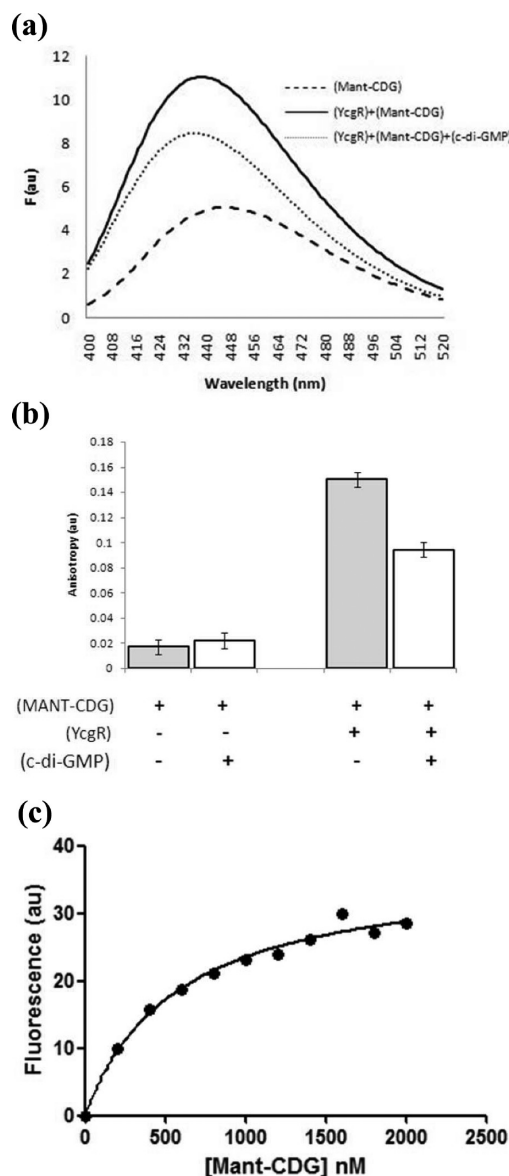 (a)
12
10
8
6
4
2
0
F(au)
(Mant-CDG)
(YcgR)+(Mant-CDG)
(YcgR)+(Mant-CDG)+(c-di-GMP)
400 408 416 424 432 440 448 456 464 472 480 488 496 504 512 520
Wavelength (nm)
(b)
0.18
0.16
0.14
0.12
0.1
0.08
0.06
0.04
0.02
0
Anisotropy (au)
(MANT-CDG) + + + +
(YcgR) - - + +
(c-di-GMP) - + - +
(c)
40
30
20
10
0
Fluorescence (au)
0 500 1000 1500 2000 2500
[Mant-CDG] nM